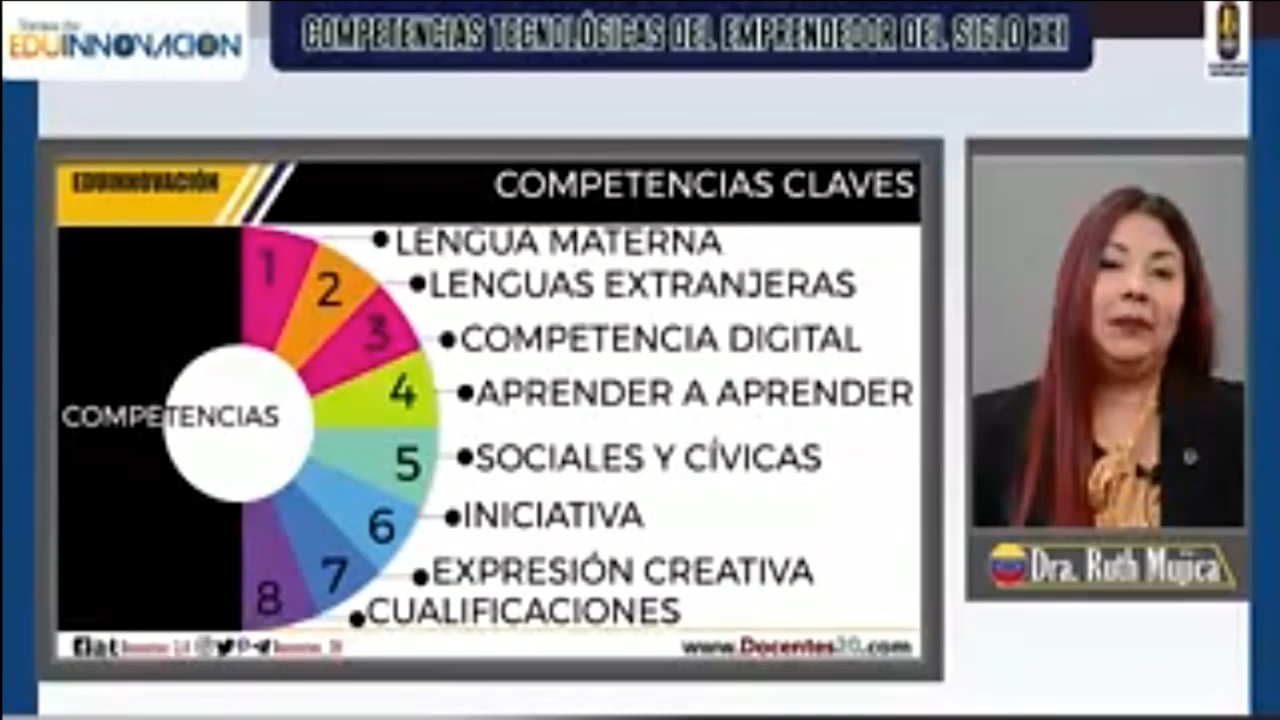 EDUINNOVACION
COMPETENCIAS TECNOLÓGICAS DEL EMPRENDEDOR DEL SIGLO XXI
EDUINNOVACIÓN
COMPETENCIAS CLAVES
COMPETENCIAS
1
LENGUA MATERNA
2
LENGUAS EXTRANJERAS
3
COMPETENCIA DIGITAL
4
APRENDER A APRENDER
5
SOCIALES Y CÍVICAS
6
INICIATIVA
7
EXPRESIÓN CREATIVA
8
CUALIFICACIONES
www.Docentes20.com
Dra. Ruth Mujica